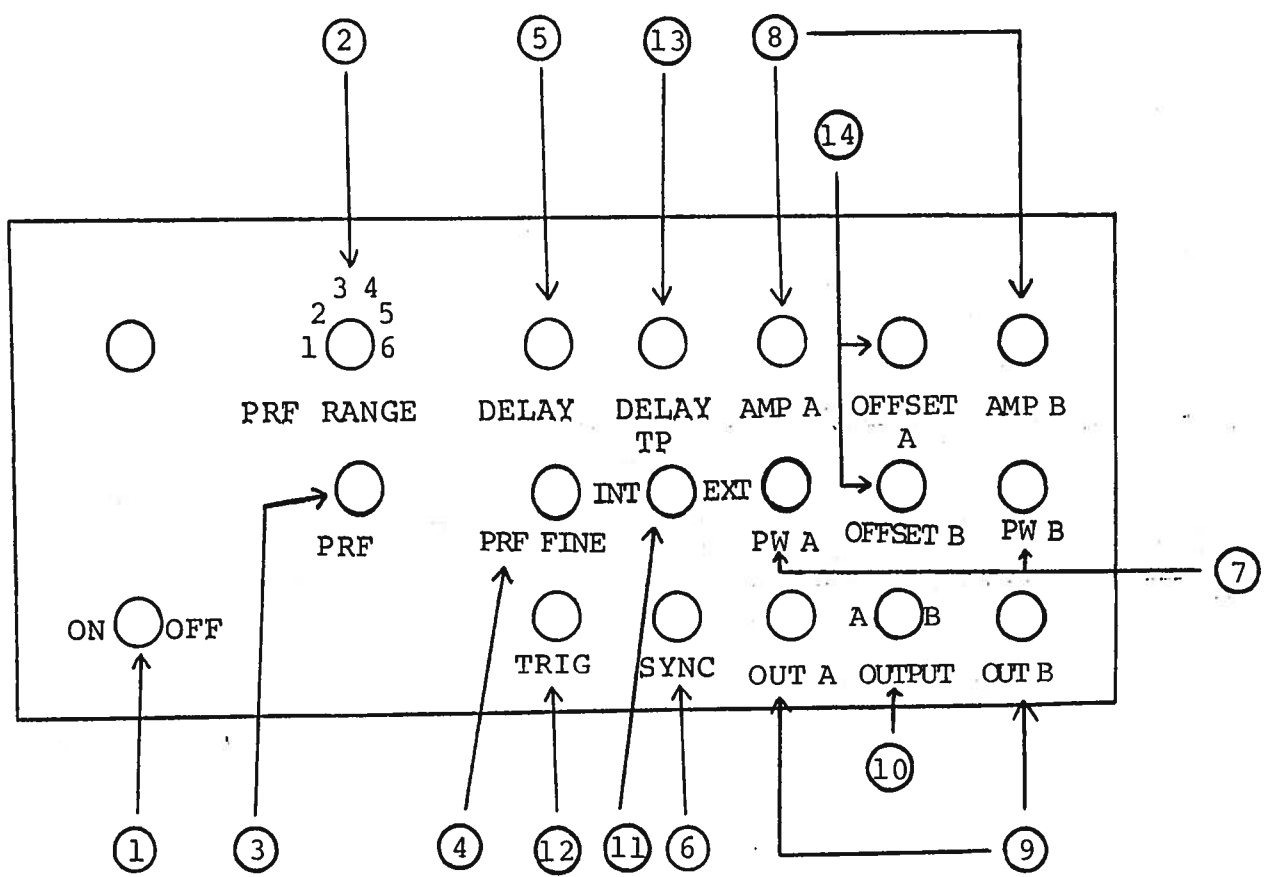 2 5 13 8
14
3 4
2 5
1 6
PRF RANGE DELAY DELAY TP AMP A OFFSET A AMP B
INT EXT
PRF PRF FINE PW A OFFSET B PW B
7
ON OFF A B
TRIG SYNC OUT A OUTPUT OUT B
10
1 3 4 12 11 6 9